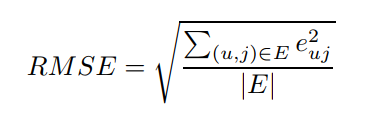 RMSE = \sqrt{\frac{\sum_{(u,j) \in E} e_{uj}^2}{|E|}}